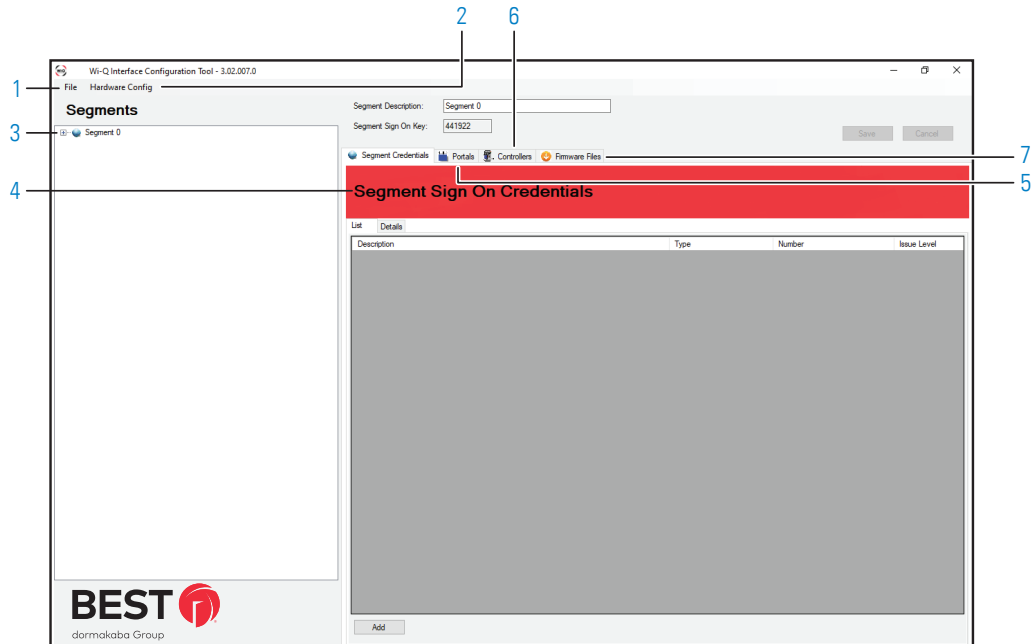 2 6
Wi-Q Interface Configuration Tool - 3.02.007.0
1 File Hardware Config
Segments
Segment Description: Segment 0
Segment Sign On Key: 441922
3 Segment 0
Save Cancel
Segment Credentials Portals Controllers Firmware Files 7
5
4 Segment Sign On Credentials
List Details
Description Type Number Issue Level
BEST
dormakaba Group
Add